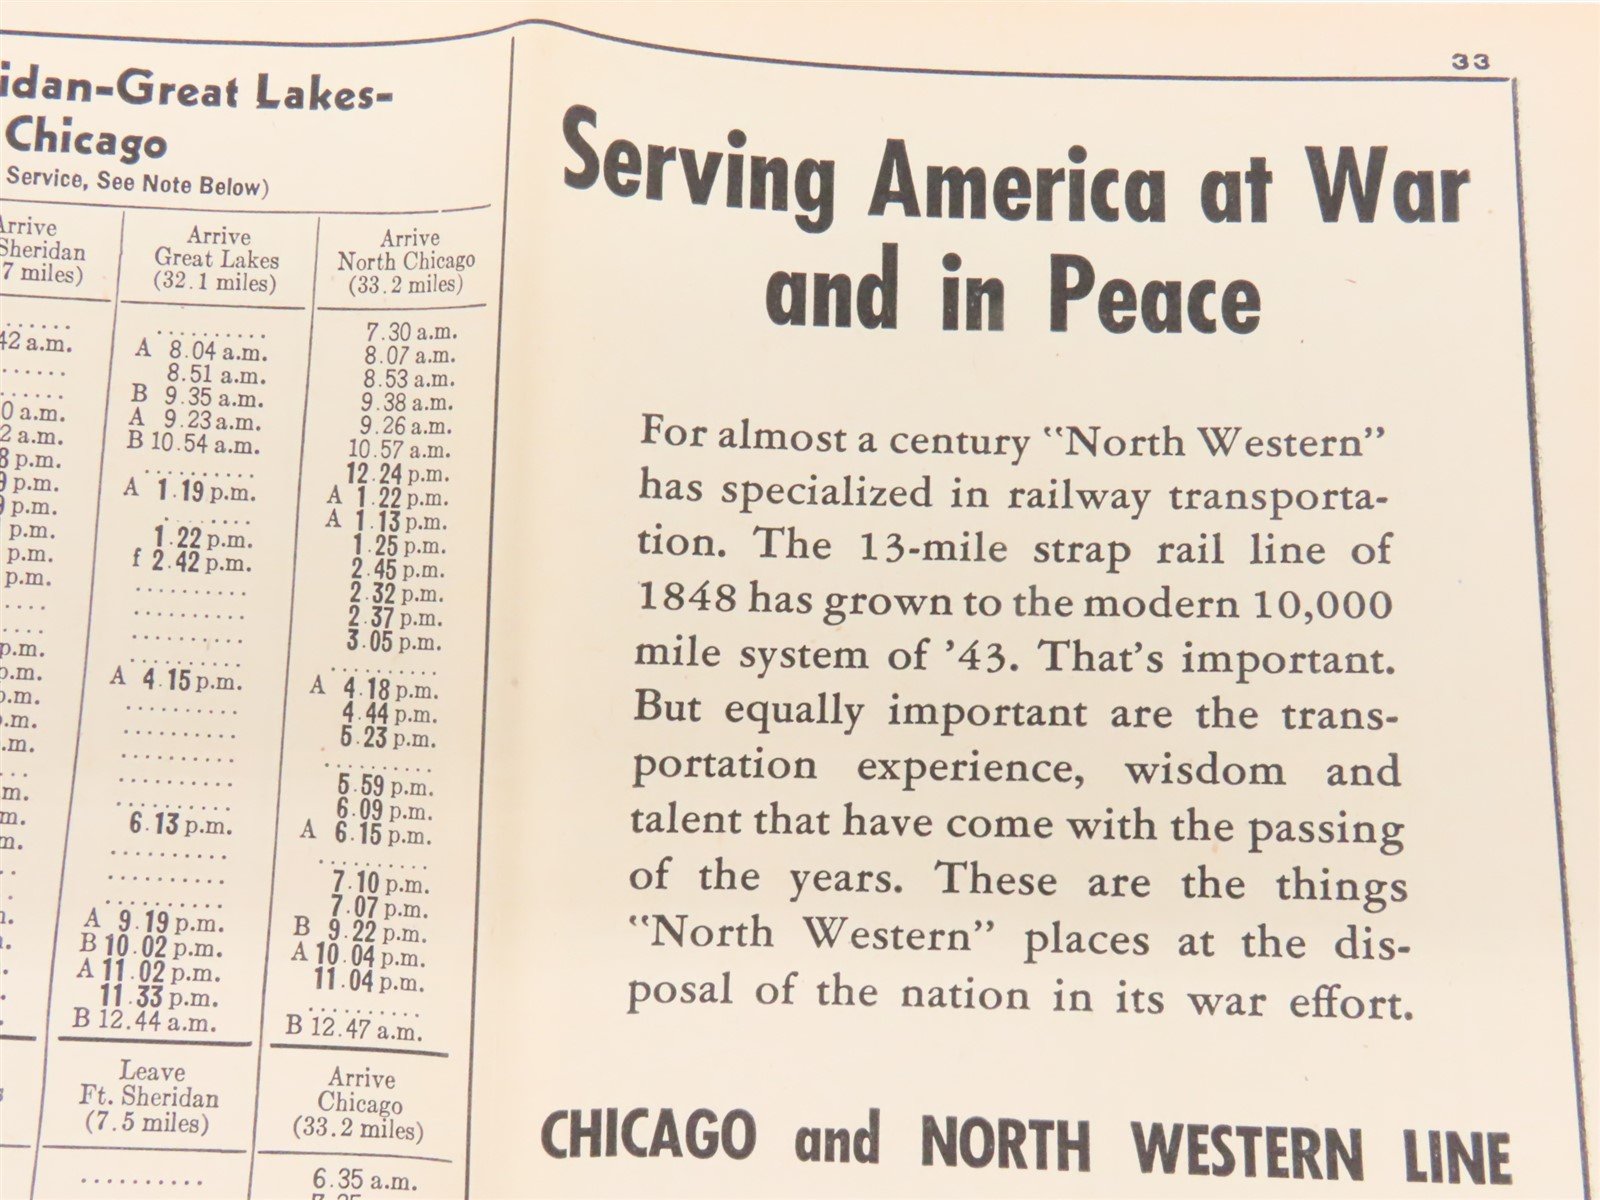 33
idan-Great Lakes-
Chicago
Service, See Note Below)
Arrive Arrive Arrive
Sheridan Great Lakes North Chicago
7 miles) (32.1 miles) (33.2 miles)
...... .......... 7.30 a.m.
42 a.m. A 8.04 a.m. 8.07 a.m.
...... 8.51 a.m. 8.53 a.m.
...... B 9.35 a.m. 9.38 a.m.
0 a.m. A 9.23 a.m. 9.26 a.m.
2 a.m. B 10.54 a.m. 10.57 a.m.
8 p.m. .......... 12.24 p.m.
9 p.m. A 1.19 p.m. A 1.22 p.m.
9 p.m. ........ A 1.13 p.m.
p.m. 1.22 p.m. 1.25 p.m.
p.m. f 2.42 p.m. 2.45 p.m.
p.m. .......... 2.32 p.m.
.... .......... 2.37 p.m.
.... .......... 3.05 p.m.
p.m. .......... ..........
p.m. A 4.15 p.m. A 4.18 p.m.
p.m. .......... 4.44 p.m.
.m. .......... 5.23 p.m.
.m. .......... ..........
... .......... 5.59 p.m.
m. .......... 6.09 p.m.
m. 6.13 p.m. A 6.15 p.m.
n. .......... ..........
.. .......... 7.10 p.m.
. .......... 7.07 p.m.
n. A 9.19 p.m. B 9.22 p.m.
. B 10.02 p.m. A 10.04 p.m.
. A 11.02 p.m. 11.04 p.m.
. 11.33 p.m. ..........
. B 12.44 a.m. B 12.47 a.m.
Leave Arrive
Ft. Sheridan Chicago
(7.5 miles) (33.2 miles)
.......... 6.35 a.m.
Serving America at War
and in Peace
For almost a century "North Western"
has specialized in railway transporta-
tion. The 13-mile strap rail line of
1848 has grown to the modern 10,000
mile system of '43. That's important.
But equally important are the trans-
portation experience, wisdom and
talent that have come with the passing
of the years. These are the things
"North Western" places at the dis-
posal of the nation in its war effort.
CHICAGO and NORTH WESTERN LINE